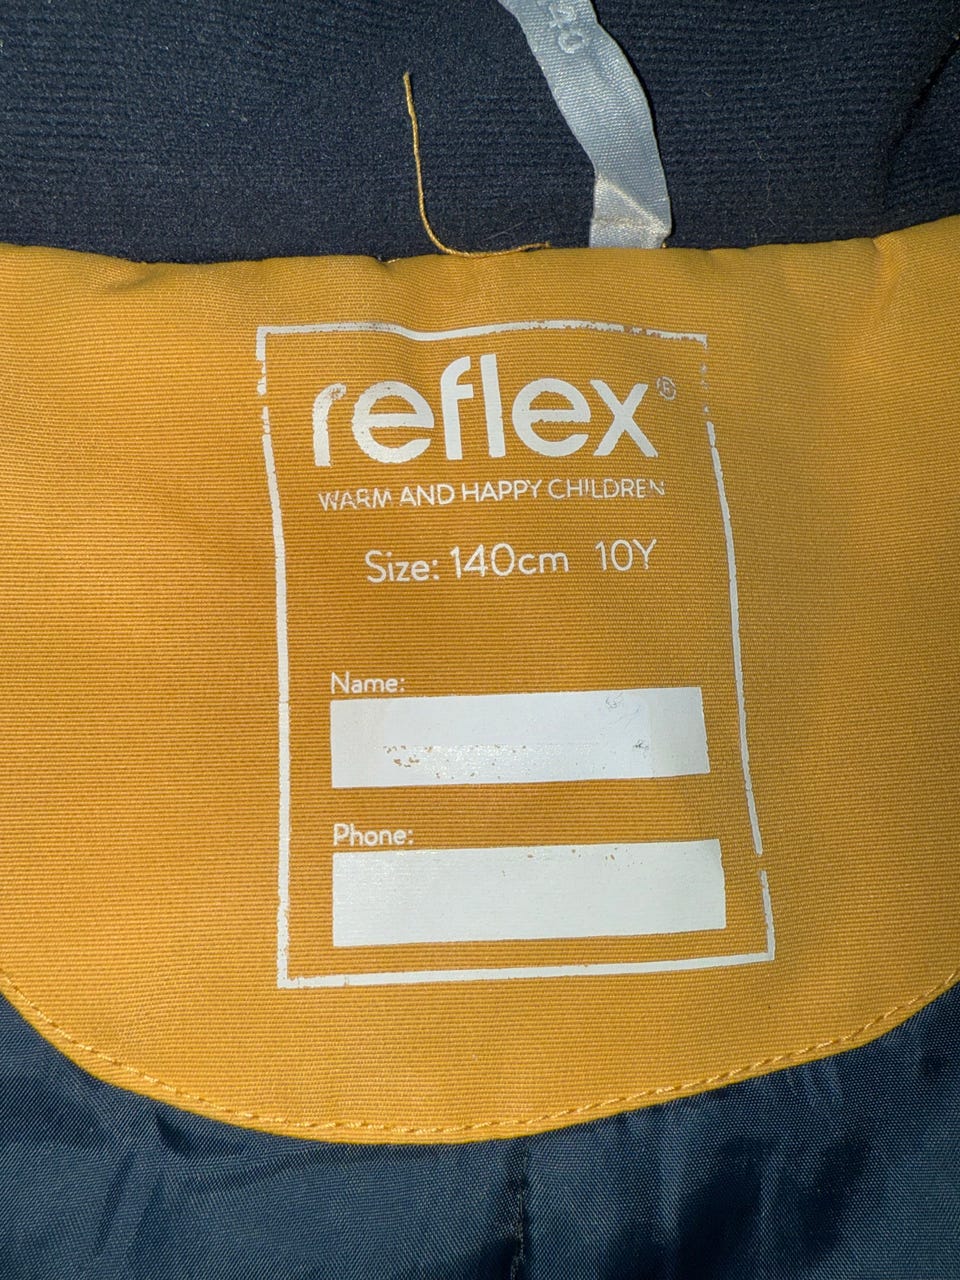 reflex®
WARM AND HAPPY CHILDREN
Size: 140cm 10Y
Name:
Phone: